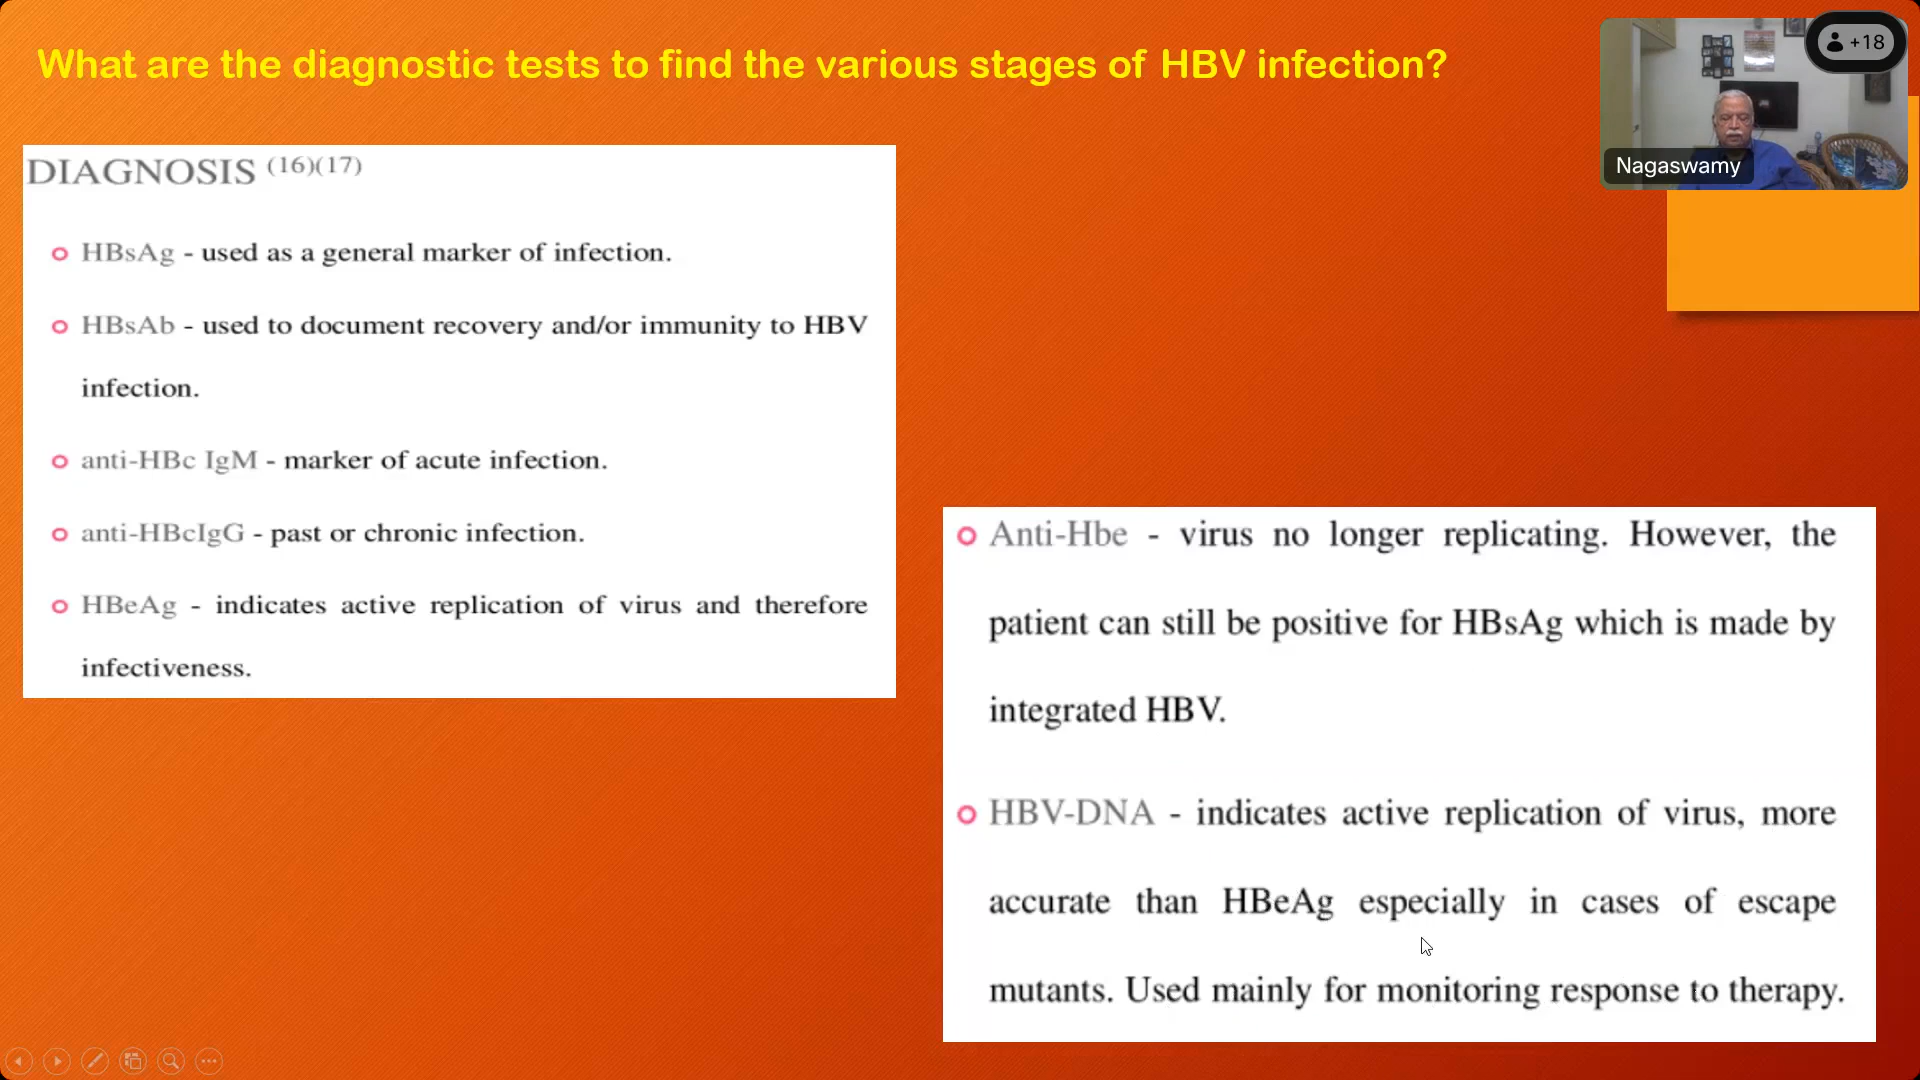 What are the diagnostic tests to find the various stages of HBV infection?
+18
Nagaswamy
DIAGNOSIS (16)(17)
HBsAg - used as a general marker of infection.
HBsAb - used to document recovery and/or immunity to HBV
infection.
anti-HBc IgM - marker of acute infection.
anti-HBcIgG - past or chronic infection.
HBeAg - indicates active replication of virus and therefore
infectiveness.
Anti-Hbe - virus no longer replicating. However, the
patient can still be positive for HBsAg which is made by
integrated HBV.
HBV-DNA - indicates active replication of virus, more
accurate than HBeAg especially in cases of escape
mutants. Used mainly for monitoring response to therapy.